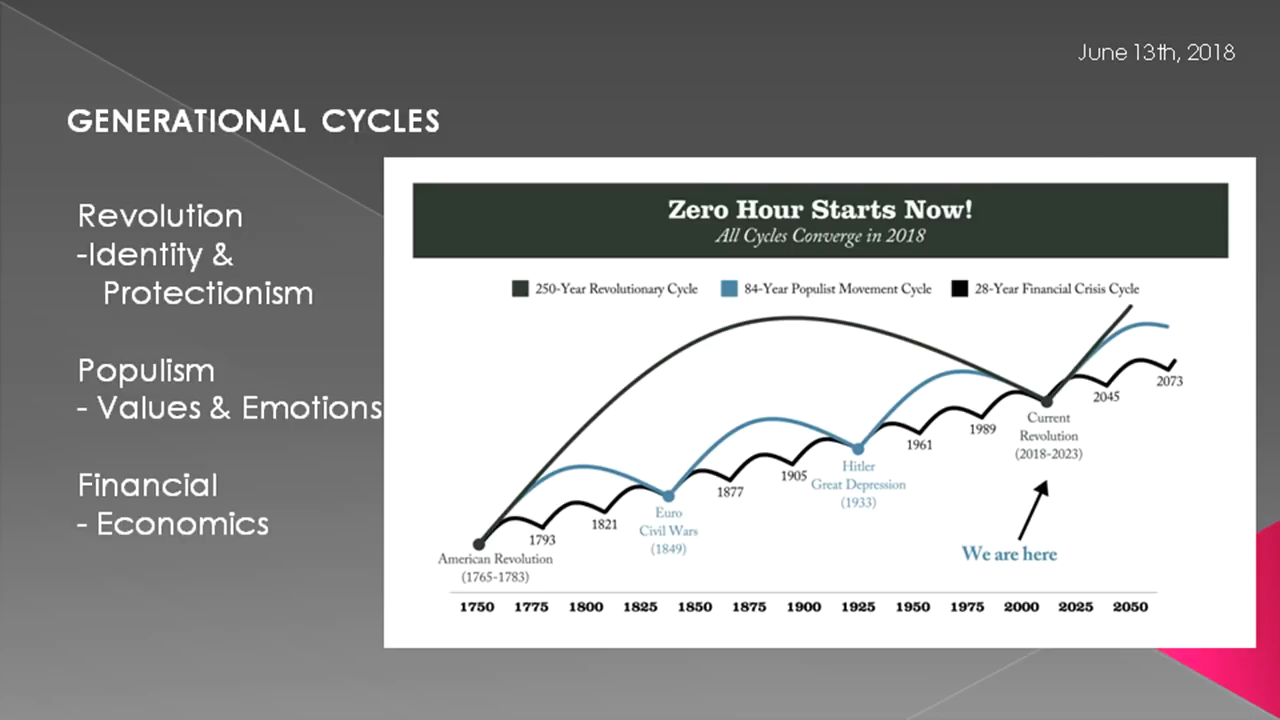 June 13th, 2018
GENERATIONAL CYCLES
Revolution
-Identity &
Protectionism
Populism
- Values & Emotions
Financial
- Economics
Zero Hour Starts Now!
All Cycles Converge in 2018
250-Year Revolutionary Cycle
84-Year Populist Movement Cycle
28-Year Financial Crisis Cycle
American Revolution
(1765-1783)
1793
1821
Euro
Civil Wars
(1849)
1877
1905
Hitler
Great Depression
(1933)
1961
1989
Current
Revolution
(2018-2023)
2045
2073
We are here
1750 1775 1800 1825 1850 1875 1900 1925 1950 1975 2000 2025 2050